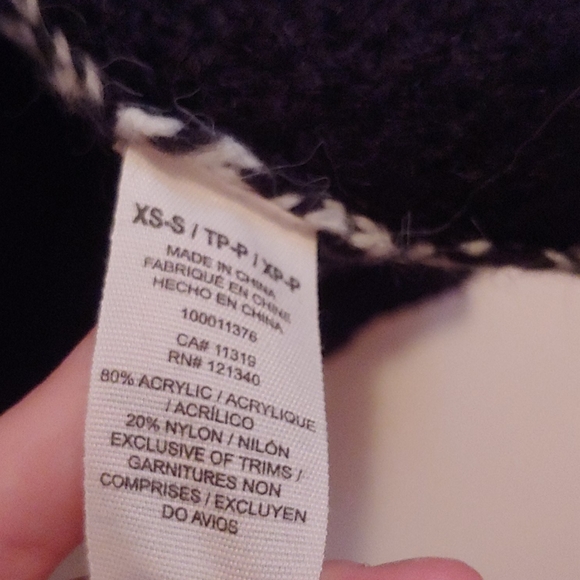 XS-S / TP-P / XP-P
MADE IN CHINA
FABRIQUÉ EN CHINE
HECHO EN CHINA
100011376
CA# 11319
RN# 121340
80% ACRYLIC / ACRYLIQUE
/ ACRÍLICO
20% NYLON / NILÓN
EXCLUSIVE OF TRIMS /
GARNITURES NON
COMPRISES / EXCLUYEN
DO AVIOS